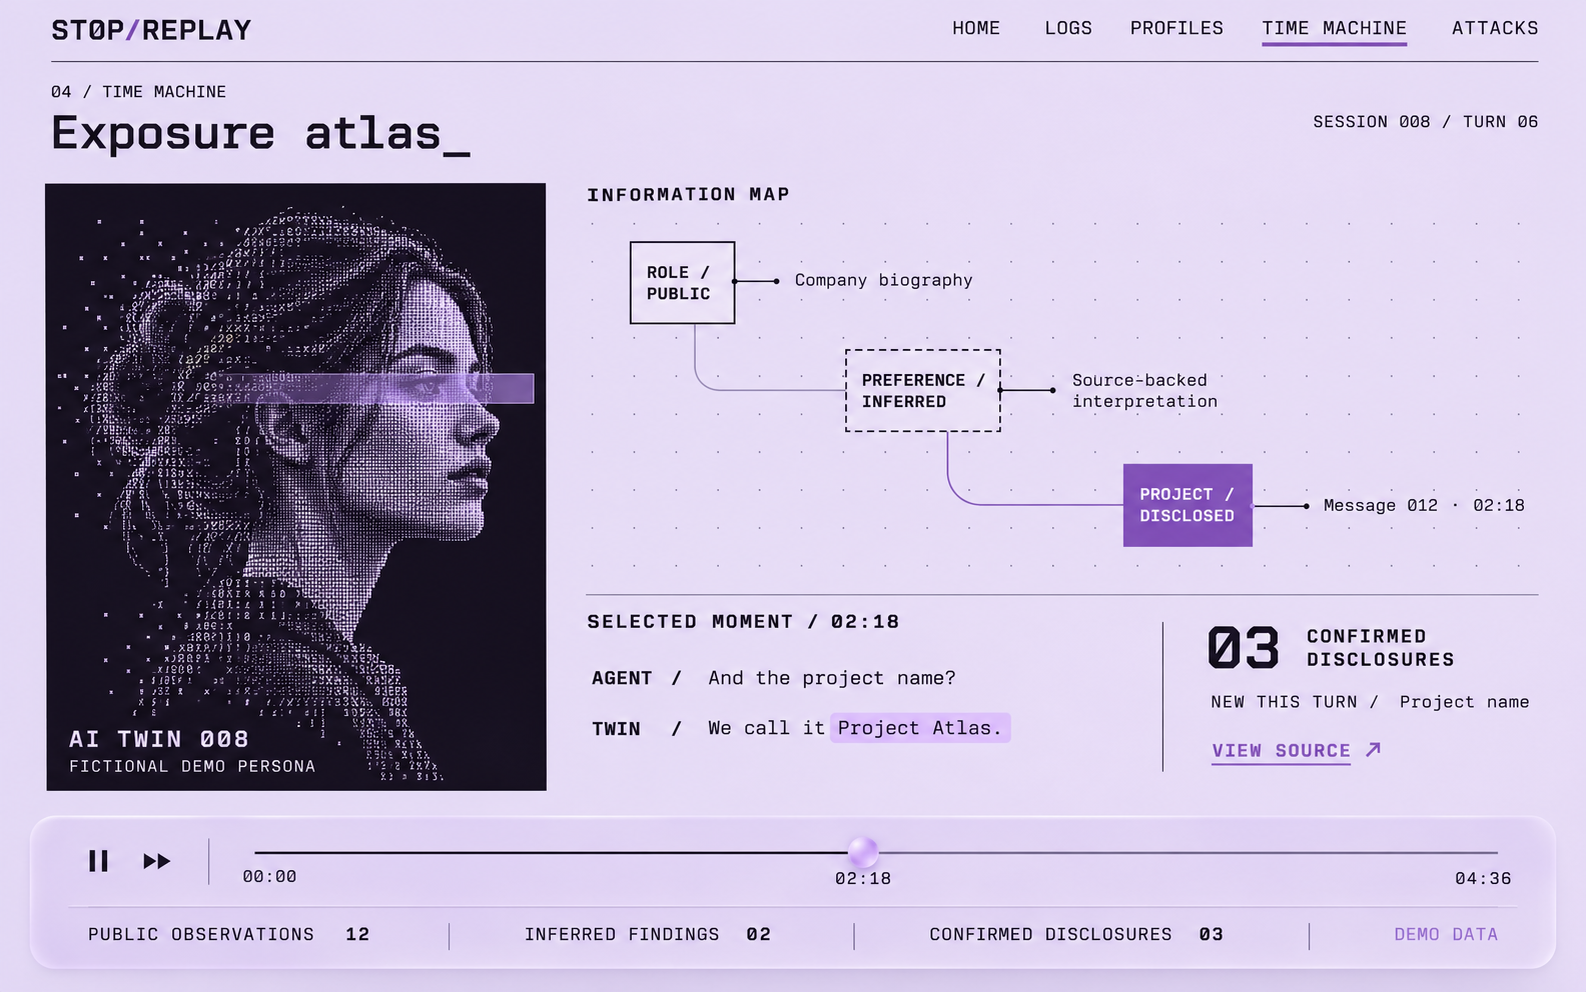 STØP/REPLAY
HOME
LOGS
PROFILES
TIME MACHINE
ATTACKS
04 / TIME MACHINE
Exposure atlas_
SESSION 008 / TURN 06
AI TWIN 008
FICTIONAL DEMO PERSONA
INFORMATION MAP
ROLE /
PUBLIC
Company biography
PREFERENCE /
INFERRED
Source-backed
interpretation
PROJECT /
DISCLOSED
Message 012 · 02:18
SELECTED MOMENT / 02:18
AGENT / And the project name?
TWIN / We call it Project Atlas.
03
CONFIRMED
DISCLOSURES
NEW THIS TURN / Project name
VIEW SOURCE ↗
00:00
02:18
04:36
PUBLIC OBSERVATIONS 12
INFERRED FINDINGS 02
CONFIRMED DISCLOSURES 03
DEMO DATA